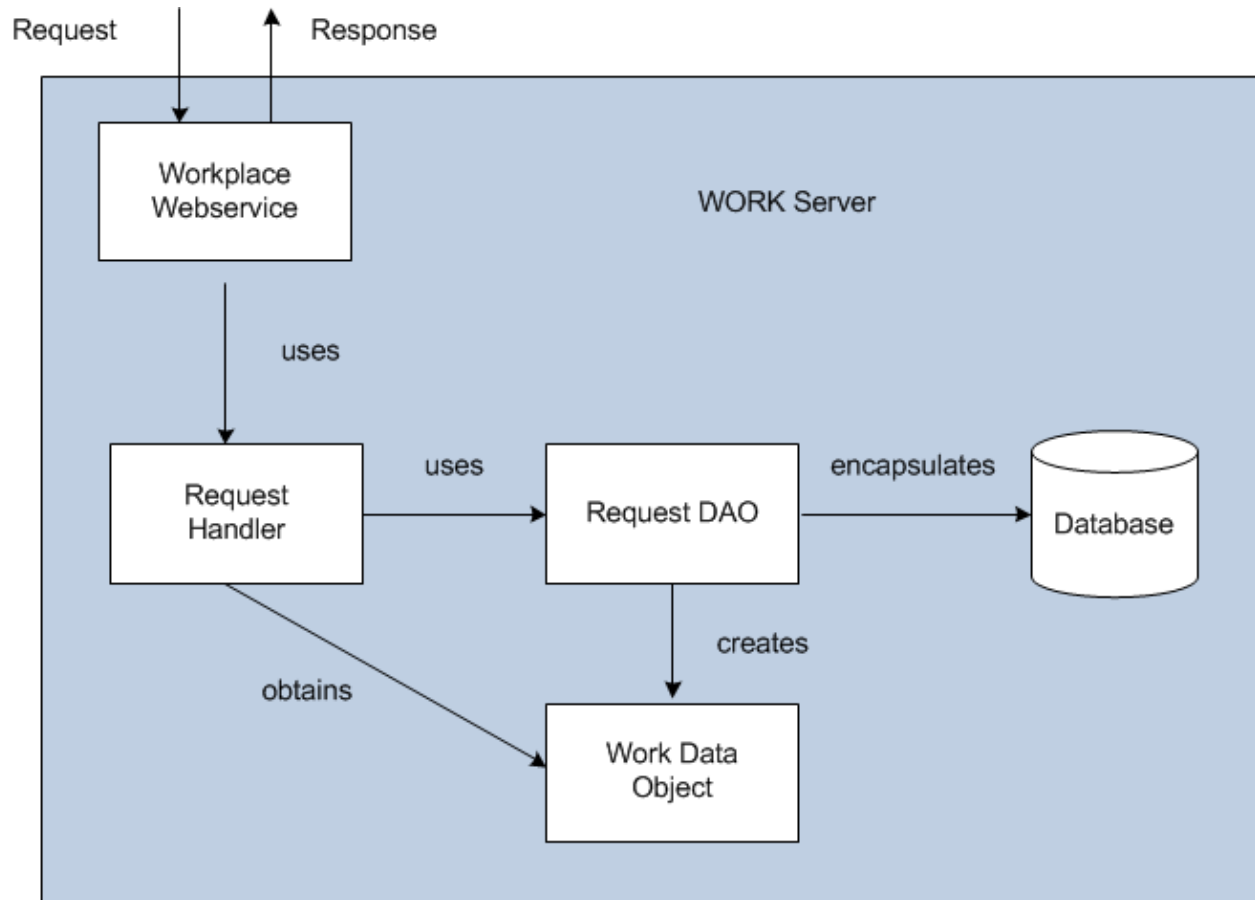 Request
Response
Workplace
Webservice
WORK Server
uses
Request
Handler
uses
Request DAO
encapsulates
Database
creates
obtains
Work Data
Object